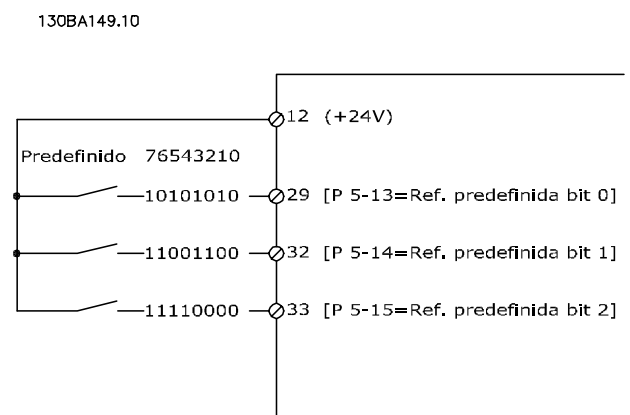 130BA149.10
12 (+24V)
Predefinido 76543210
10101010 29 [P 5-13=Ref. predefinida bit 0]
11001100 32 [P 5-14=Ref. predefinida bit 1]
11110000 33 [P 5-15=Ref. predefinida bit 2]